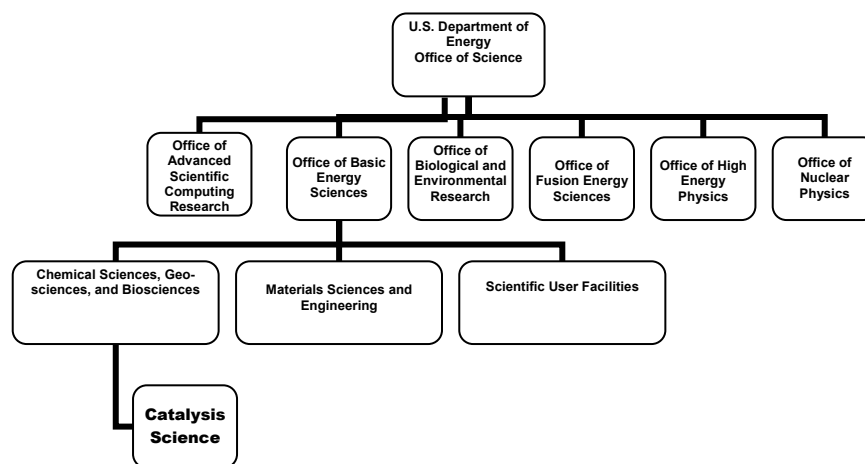 U.S. Department of
Energy
Office of Science
Office of
Advanced
Scientific
Computing
Research
Office of Basic
Energy
Sciences
Office of
Biological and
Environmental
Research
Office of
Fusion Energy
Sciences
Office of High
Energy
Physics
Office of
Nuclear
Physics
Chemical Sciences, Geo-
sciences, and Biosciences
Materials Sciences and
Engineering
Scientific User Facilities
Catalysis
Science